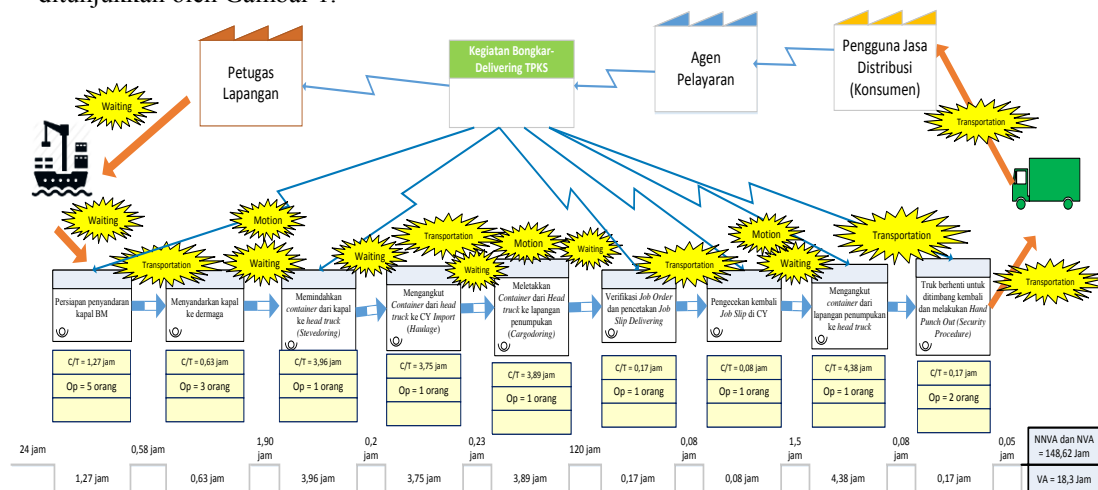 ditunjukkan oleh Gambar 1.
Petugas
Lapangan
Kegiatan Bongkar-
Delivering TPKS
Agen
Pelayaran
Pengguna Jasa
Distribusi
(Konsumen)
Waiting
Transportation
Waiting
Motion
Transportation
Waiting
Waiting
Transportation
Waiting
Motion
Waiting
Transportation
Motion
Waiting
Transportation
Transportation
Persiapan penyandaran
kapal BM
Menyandarkan kapal
ke dermaga
Memindahkan
container dari kapal
ke head truck
(Stevedoring)
Mengangkut
Container dari head
truck ke CY Import
(Haulage)
Meletakkan
Container dari Head
truck ke lapangan
penumpukan
(Cargodoring)
Verifikasi Job Order
dan pencetakan Job
Slip Delivering
Pengecekan kembali
Job Slip di CY
Mengangkut
container dari
lapangan penumpukan
ke head truck
Truk berhenti untuk
ditimbang kembali dan
melakukan Hand
Punch Out (Security
Procedure)
C/T = 1,27 jam
Op = 5 orang
C/T = 0,63 jam
Op = 3 orang
C/T = 3,96 jam
Op = 1 orang
C/T = 3,75 jam
Op = 1 orang
C/T = 3,89 jam
Op = 1 orang
C/T = 0,17 jam
Op = 1 orang
C/T = 0,08 jam
Op = 1 orang
C/T = 4,38 jam
Op = 1 orang
C/T = 0,17 jam
Op = 2 orang
24 jam
0,58 jam
1,90
jam
0,2
jam
0,23
jam
120 jam
0,08
jam
1,5
jam
0,08
jam
0,05
jam
NNVA dan NVA
= 148,62 Jam
1,27 jam
0,63 jam
3,96 jam
3,75 jam
3,89 jam
0,17 jam
0,08 jam
4,38 jam
0,17 jam
VA = 18,3 Jam